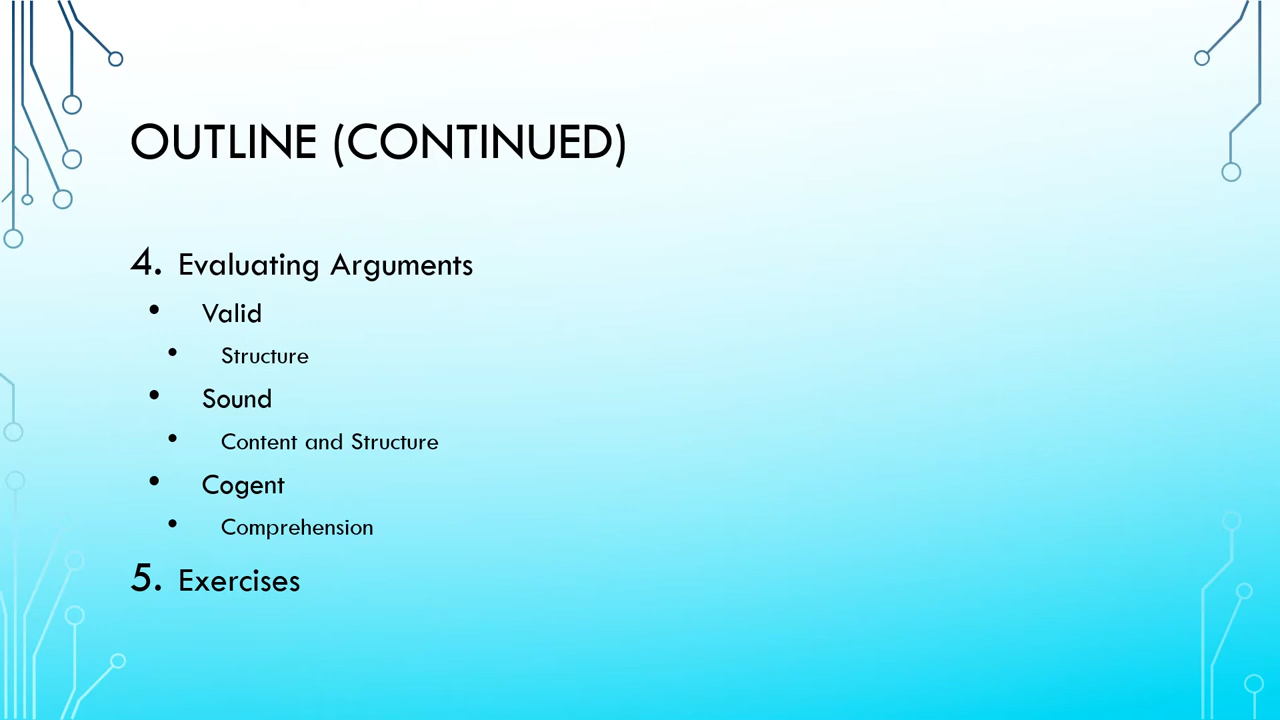 OUTLINE (CONTINUED)
4. Evaluating Arguments
• Valid
• Structure
• Sound
• Content and Structure
• Cogent
• Comprehension
5. Exercises